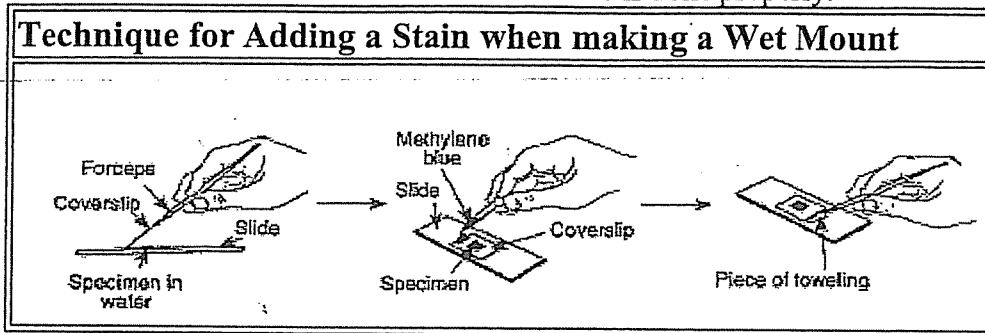 Technique for Adding a Stain when making a Wet Mount
Forceps
Coverslip
Slide
Specimen in
water
Methylene
blue
Slide
Coverslip
Specimen
Piece of toweling